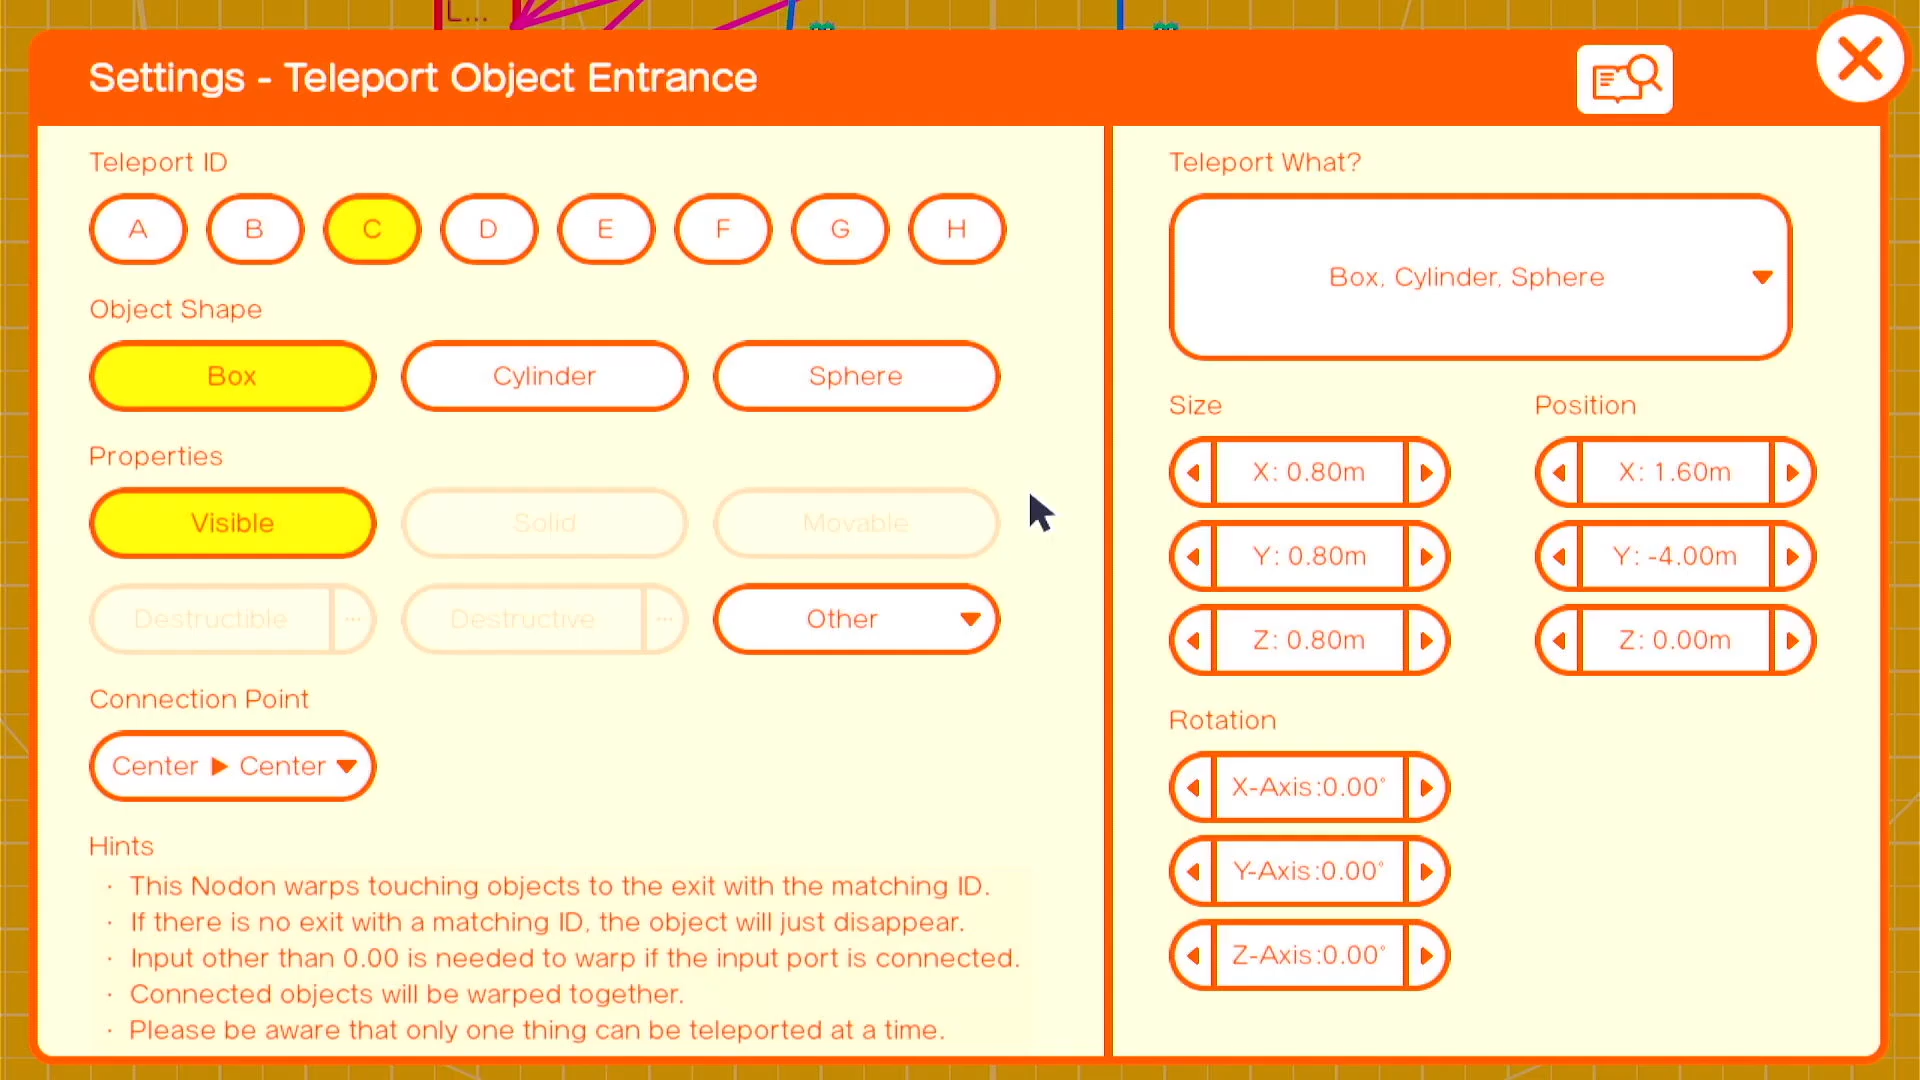 L...
Settings - Teleport Object Entrance
Teleport ID
A B C D E F G H
Object Shape
Box Cylinder Sphere
Properties
Visible Solid Movable
Destructible ... Destructive ... Other
Connection Point
Center ▶ Center
Hints
· This Nodon warps touching objects to the exit with the matching ID.
· If there is no exit with a matching ID, the object will just disappear.
· Input other than 0.00 is needed to warp if the input port is connected.
· Connected objects will be warped together.
· Please be aware that only one thing can be teleported at a time.
Teleport What?
Box, Cylinder, Sphere
Size
X: 0.80m
Y: 0.80m
Z: 0.80m
Position
X: 1.60m
Y: -4.00m
Z: 0.00m
Rotation
X-Axis:0.00°
Y-Axis:0.00°
Z-Axis:0.00°